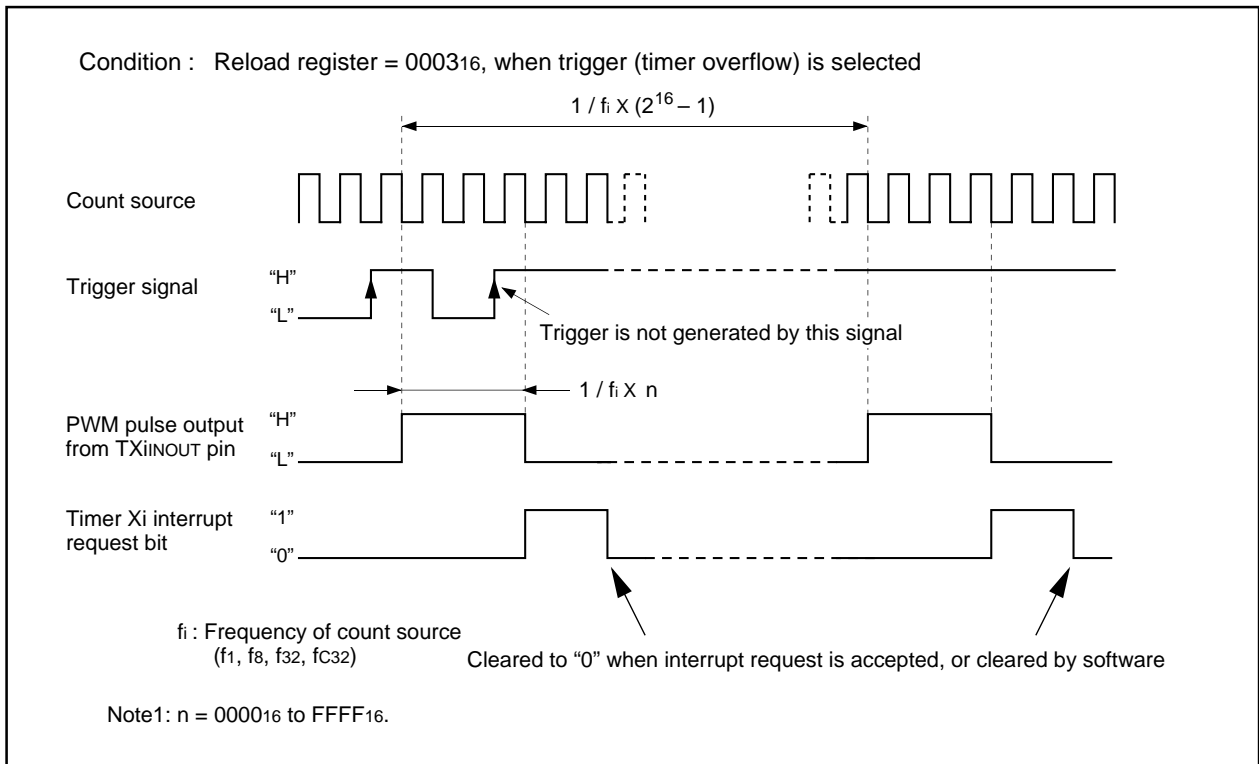 Condition : Reload register = 000316, when trigger (timer overflow) is selected
1 / fi X (2^16 – 1)
Count source
Trigger signal
“H”
“L”
Trigger is not generated by this signal
1 / fi X n
PWM pulse output
from TXiINOUT pin
“H”
“L”
Timer Xi interrupt
request bit
“1”
“0”
fi : Frequency of count source
(f1, f8, f32, fC32)
Cleared to “0” when interrupt request is accepted, or cleared by software
Note1: n = 000016 to FFFF16.